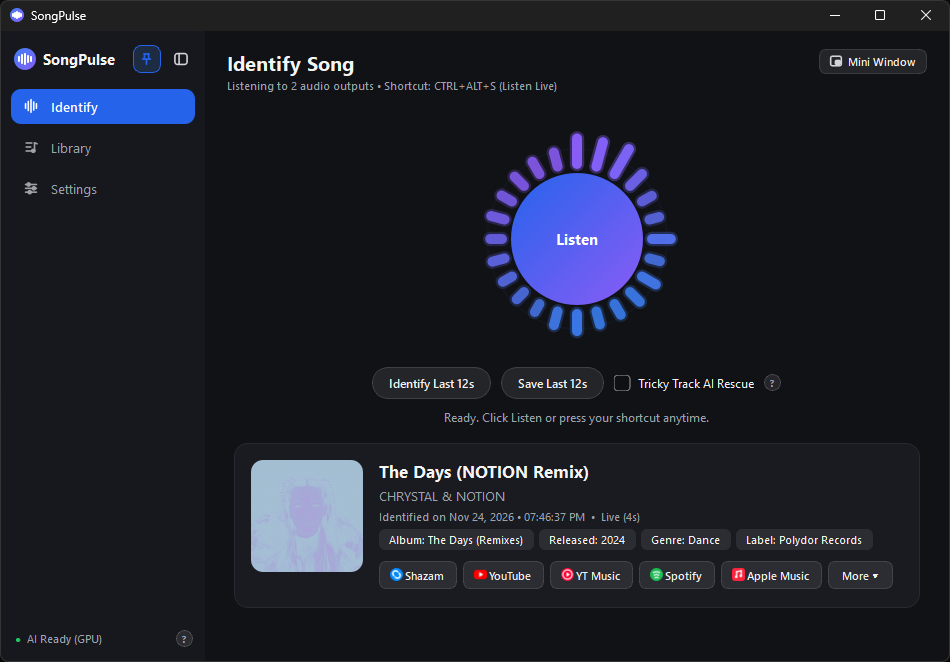 SongPulse
SongPulse
Identify
Library
Settings
AI Ready (GPU)
?
Identify Song
Listening to 2 audio outputs • Shortcut: CTRL+ALT+S (Listen Live)
Mini Window
Listen
Identify Last 12s
Save Last 12s
Tricky Track AI Rescue
?
Ready. Click Listen or press your shortcut anytime.
The Days (NOTION Remix)
CHRYSTAL & NOTION
Identified on Nov 24, 2026 • 07:46:37 PM • Live (4s)
Album: The Days (Remixes)
Released: 2024
Genre: Dance
Label: Polydor Records
Shazam
YouTube
YT Music
Spotify
Apple Music
More ▾